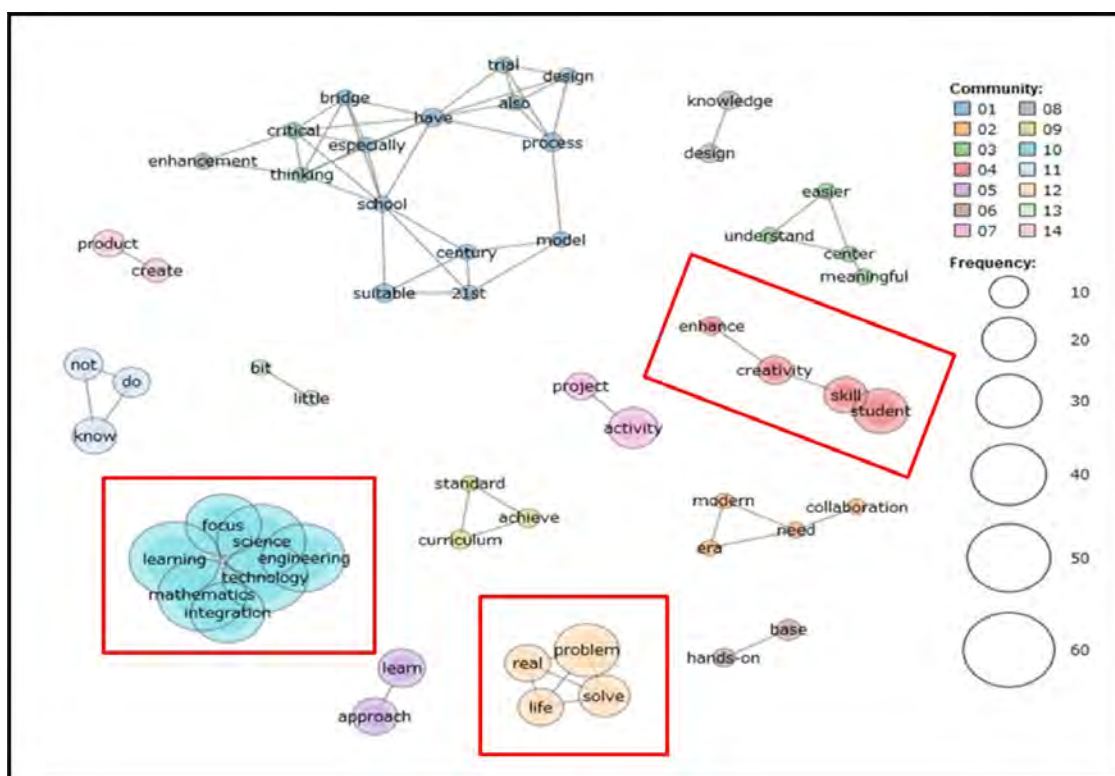 trial
design
bridge
also
have
critical
especially
process
enhancement
thinking
school
century
model
suitable
21st
knowledge
design
Community:
01 08
02 09
03 10
04 11
05 12
06 13
07 14
easier
understand
center
meaningful
product
create
Frequency:
10
20
30
40
50
60
enhance
creativity
skill
student
not
do
know
bit
little
project
activity
standard
achieve
curriculum
modern
collaboration
need
era
focus
science
learning
engineering
technology
mathematics
integration
problem
real
solve
life
base
hands-on
learn
approach